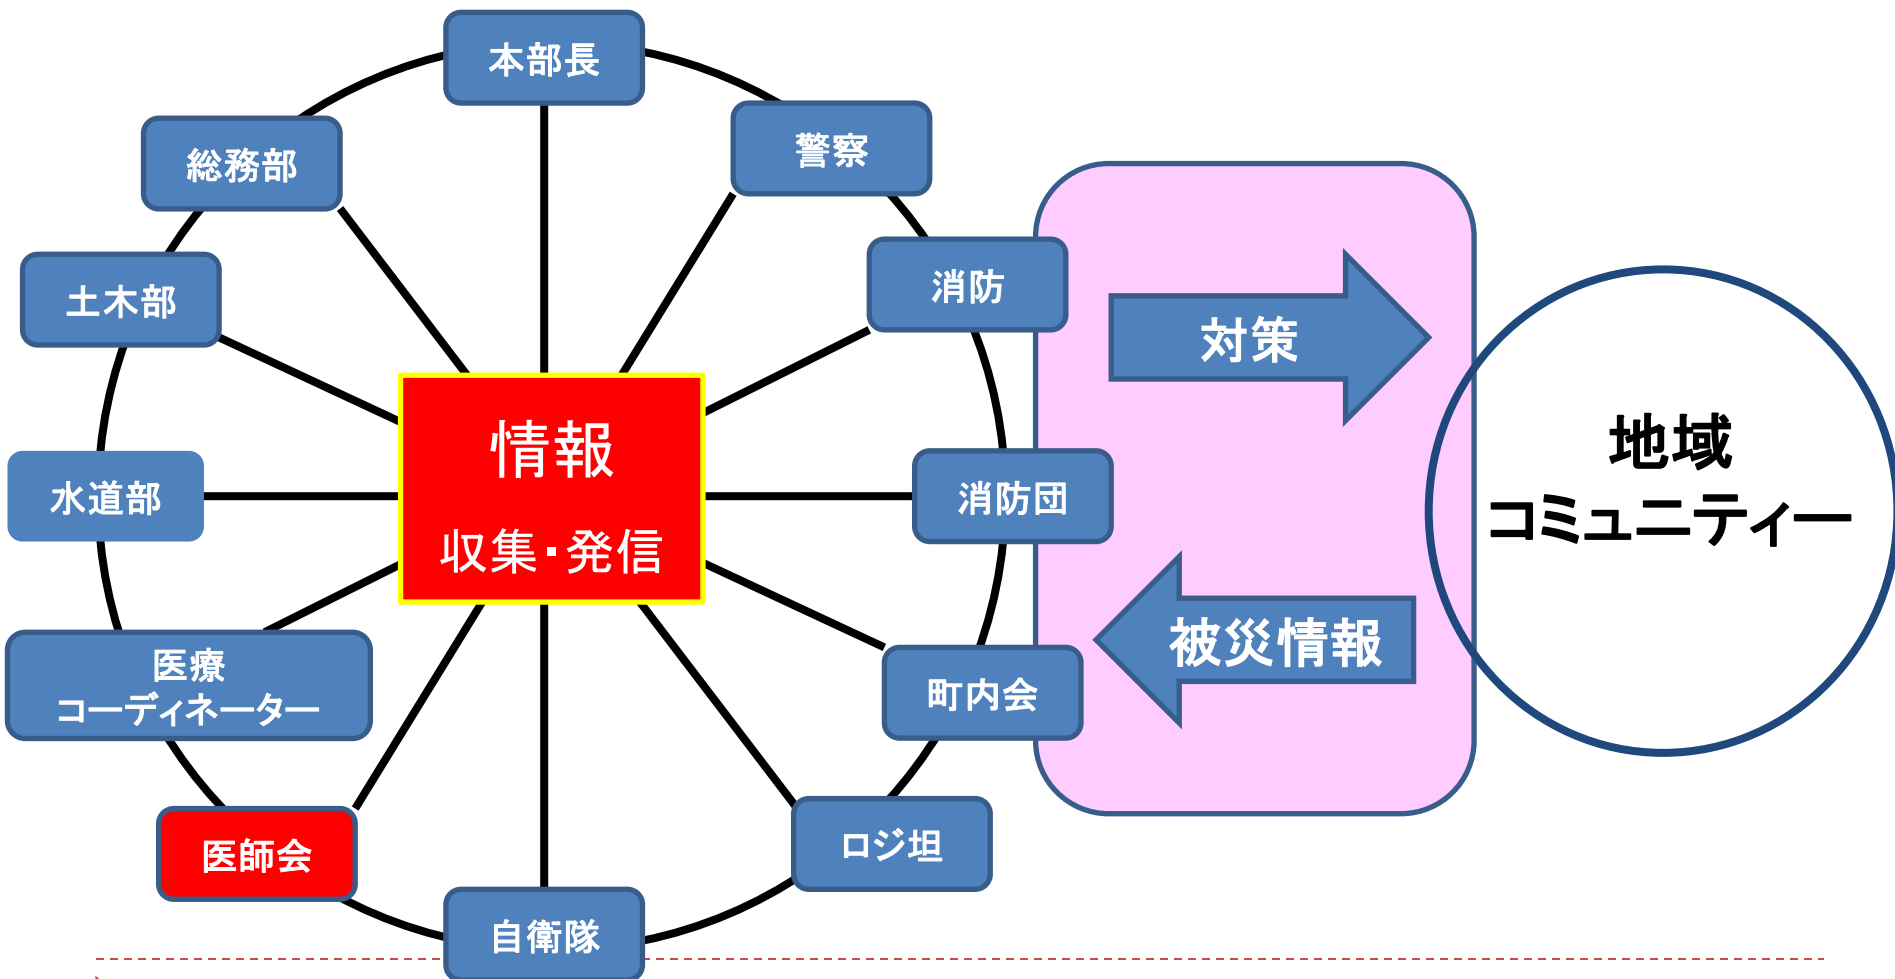 本部長
警察
総務部
消防
土木部
対策
情報
収集・発信
地域
コミュニティー
水道部
消防団
被災情報
医療
コーディネーター
町内会
医師会
ロジ坦
自衛隊